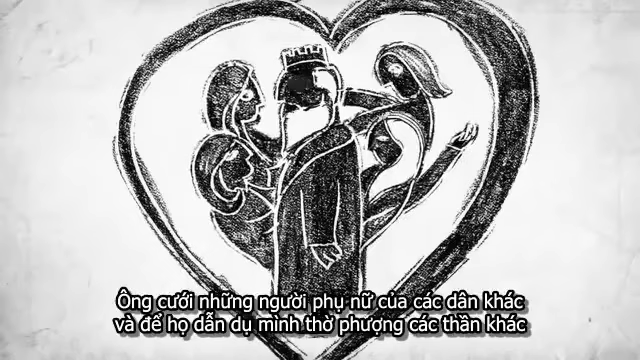 Ông cưới những người phụ nữ của các dân khác
và để họ dẫn dụ mình thờ phượng các thần khác